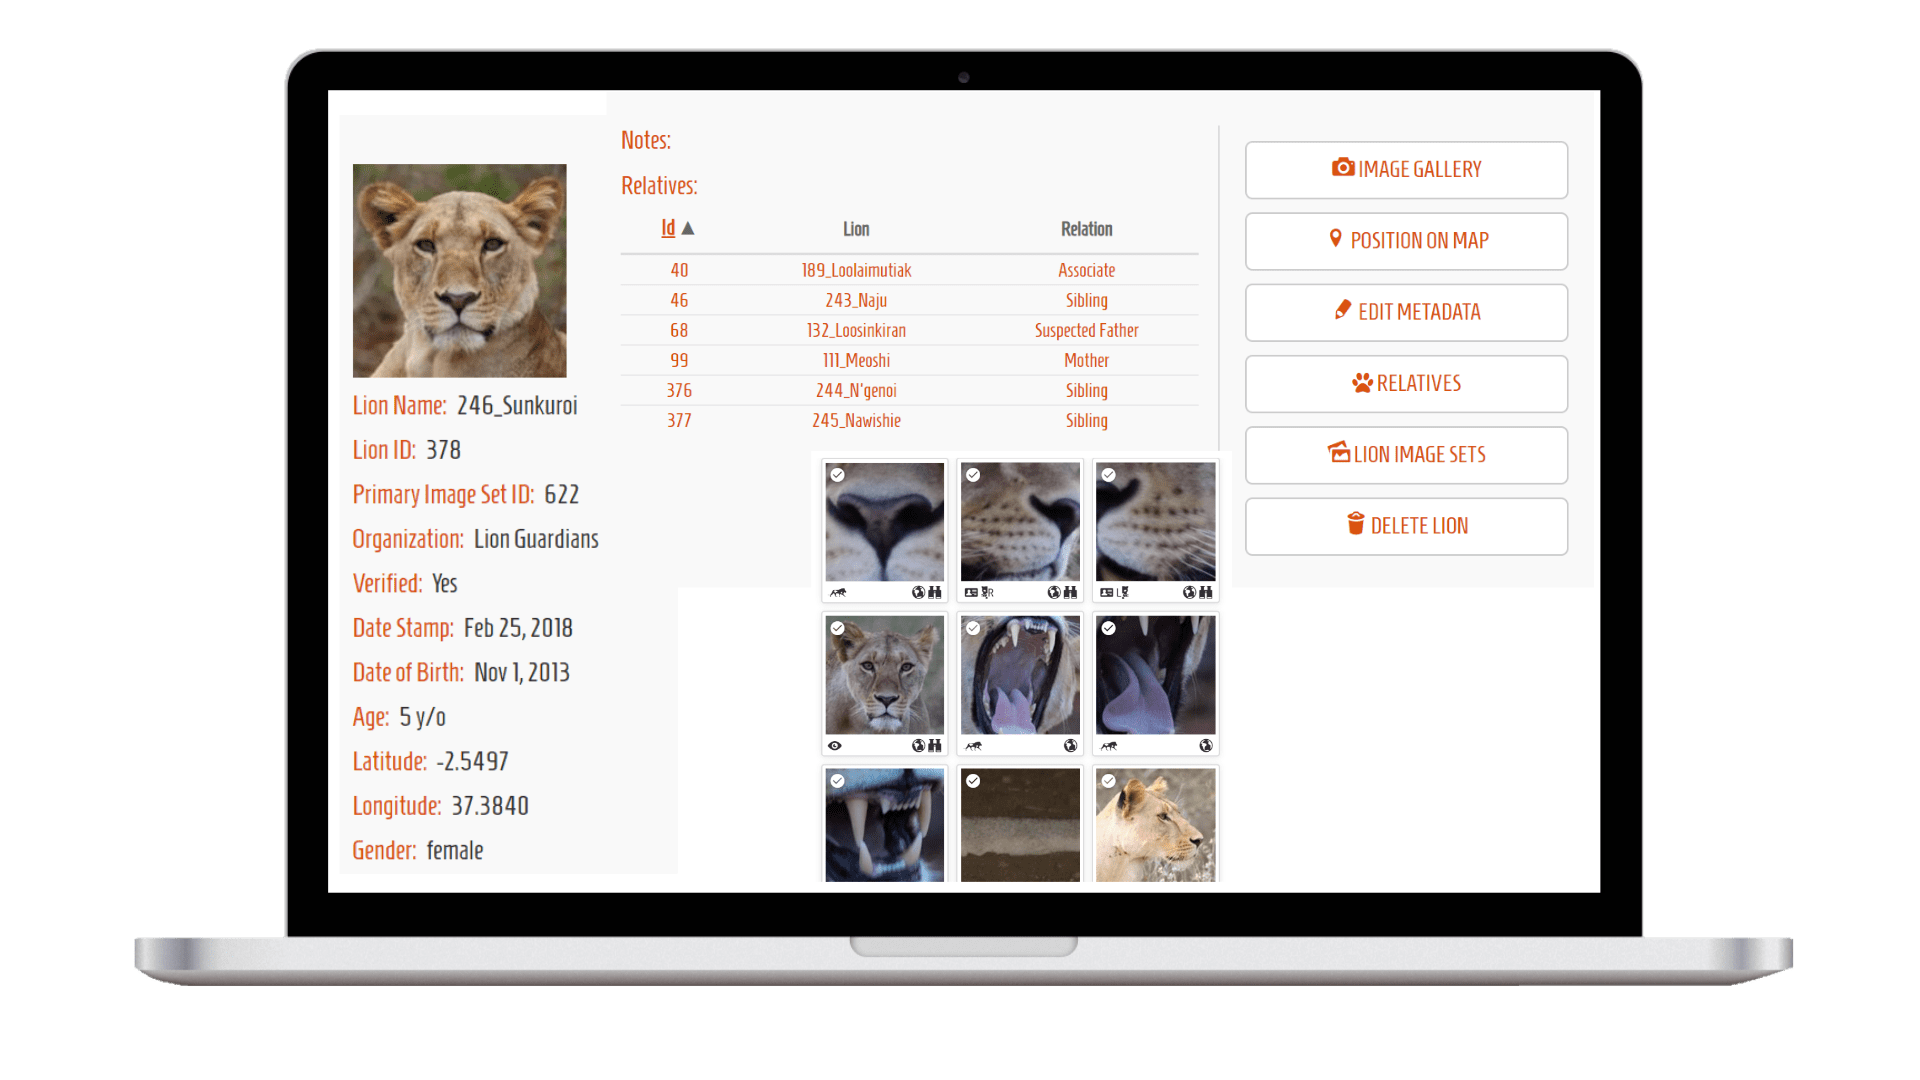 Lion Name: 246_Sunkuroi
Lion ID: 378
Primary Image Set ID: 622
Organization: Lion Guardians
Verified: Yes
Date Stamp: Feb 25, 2018
Date of Birth: Nov 1, 2013
Age: 5 y/o
Latitude: -2.5497
Longitude: 37.3840
Gender: female
Notes:
Relatives:
Id ▲ Lion Relation
40 189_Loolaimutiak Associate
46 243_Naju Sibling
68 132_Loosinkiran Suspected Father
99 111_Meoshi Mother
376 244_N'genoi Sibling
377 245_Nawishie Sibling
R
L
IMAGE GALLERY
POSITION ON MAP
EDIT METADATA
RELATIVES
LION IMAGE SETS
DELETE LION